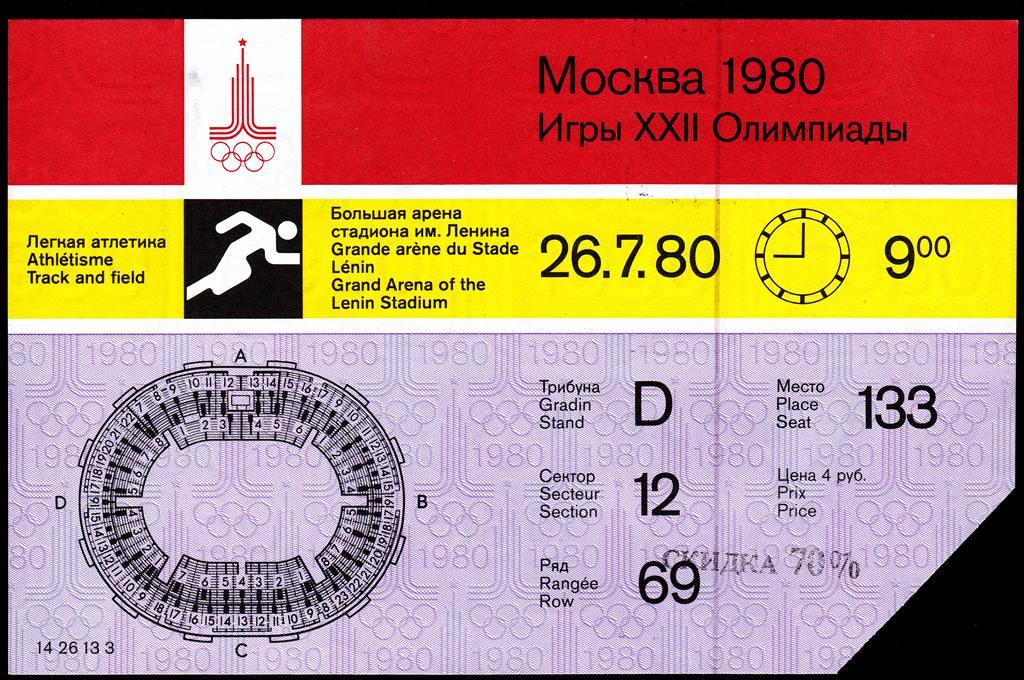 Москва 1980
Игры XXII Олимпиады
Легкая атлетика
Athlétisme
Track and field
Большая арена
стадиона им. Ленина
Grande arène du Stade
Lénin
Grand Arena of the
Lenin Stadium
26.7.80
9⁰⁰
A
B
C
D
Трибуна
Gradin
Stand
D
Место
Place
Seat
133
Сектор
Secteur
Section
12
Цена 4 руб.
Prix
Price
Ряд
Rangée
Row
69
СКИДКА 70%
14 26 13 3